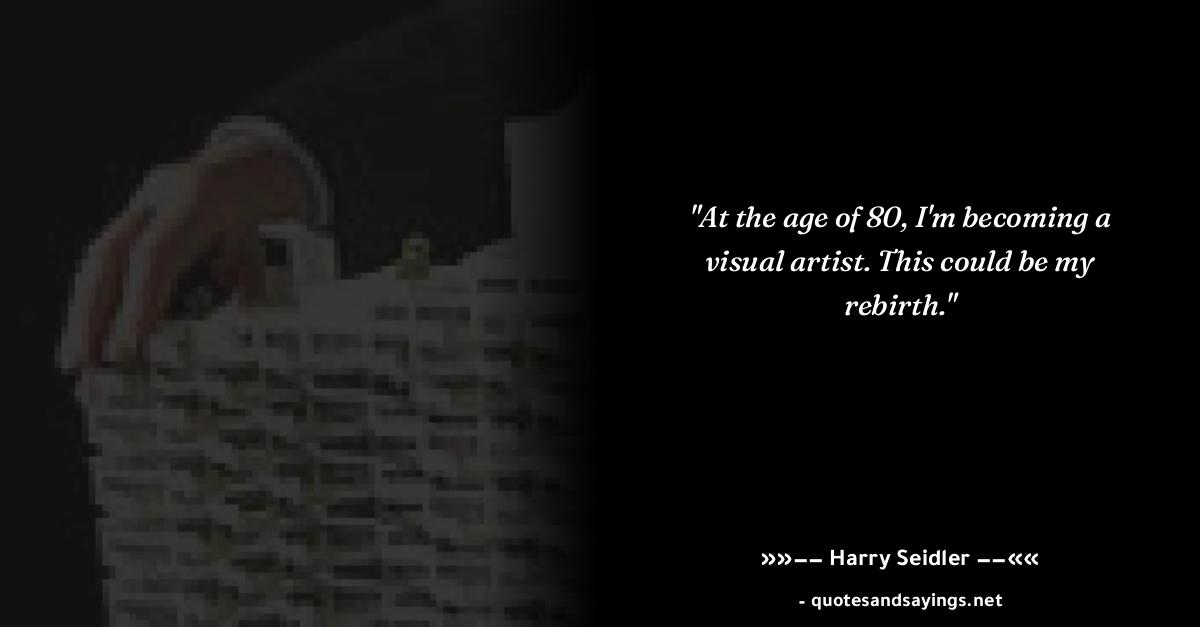 "At the age of 80, I'm becoming a
visual artist. This could be my
rebirth."
»»–– Harry Seidler ––««
- quotesandsayings.net